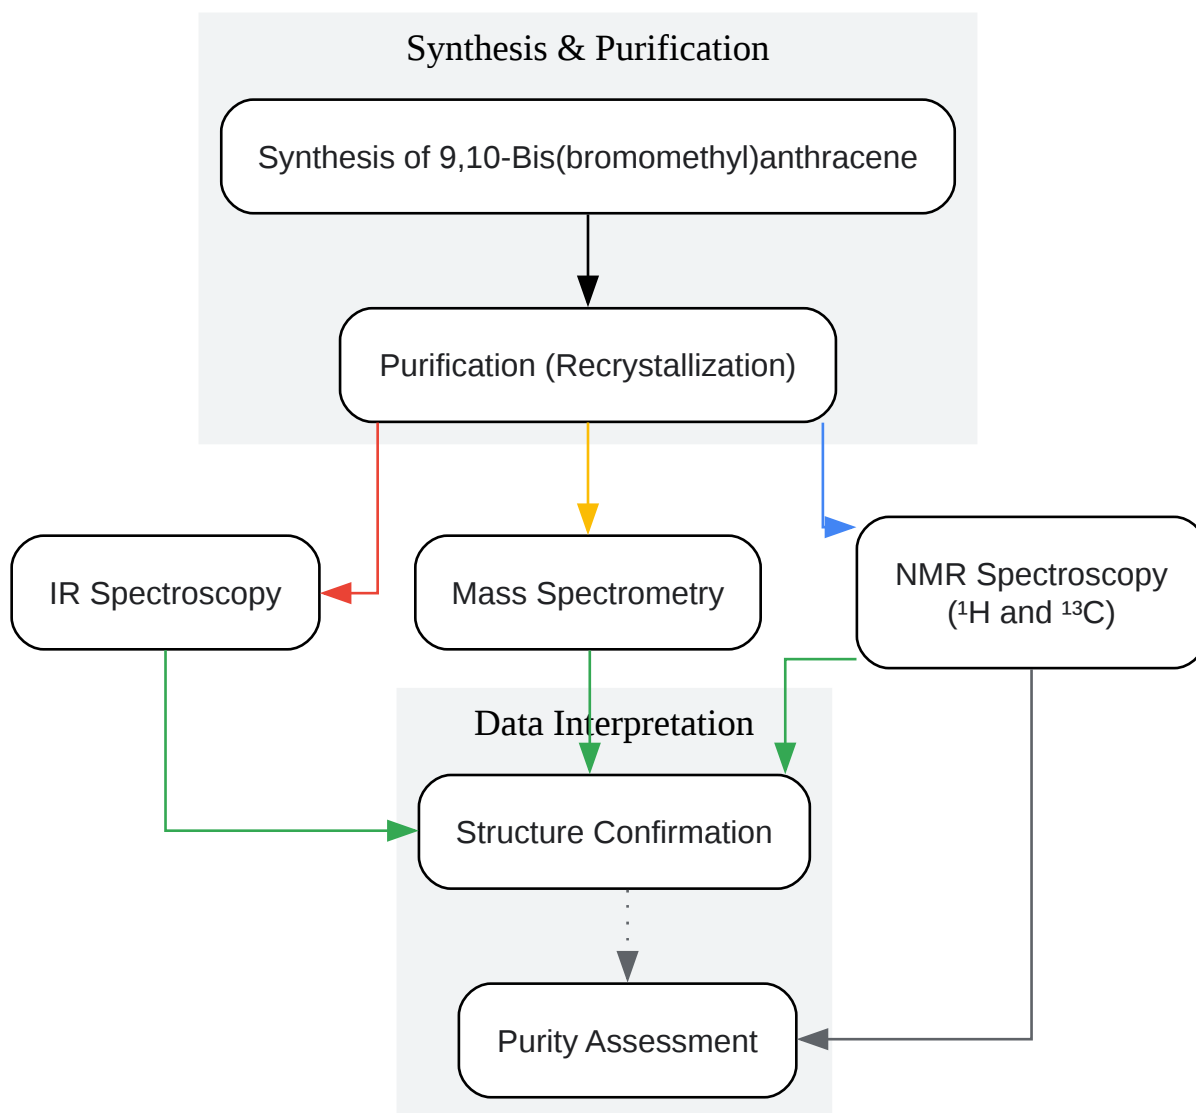 Synthesis & Purification
Synthesis of 9,10-Bis(bromomethyl)anthracene
Purification (Recrystallization)
IR Spectroscopy
Mass Spectrometry
NMR Spectroscopy
(¹H and ¹³C)
Data Interpretation
Structure Confirmation
Purity Assessment